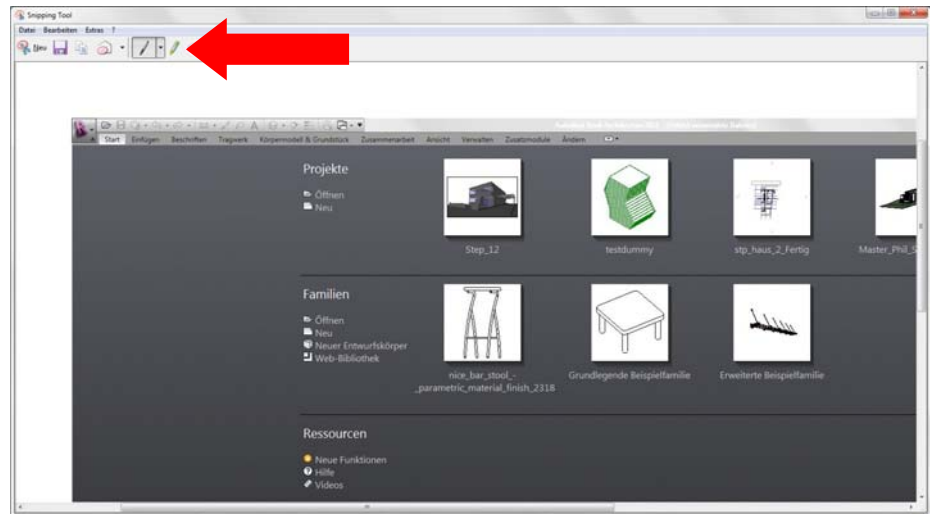 Snipping Tool
Datei Bearbeiten Extras ?
Neu
Start Einfügen Beschriften Tragwerk Körpermodell & Grundstück Zusammenarbeit Ansicht Verwalten Zusatzmodule Ändern
Projekte
Öffnen
Neu
Step_12 testdummy stp_haus_2_Fertig Master_Phil_S
Familien
Öffnen
Neu
Neuer Entwurfskörper
Web-Bibliothek
nice_bar_stool_- Grundlegende Beispielfamilie Erweiterte Beispielfamilie
_parametric_material_finish_2318
Ressourcen
Neue Funktionen
Hilfe
Videos